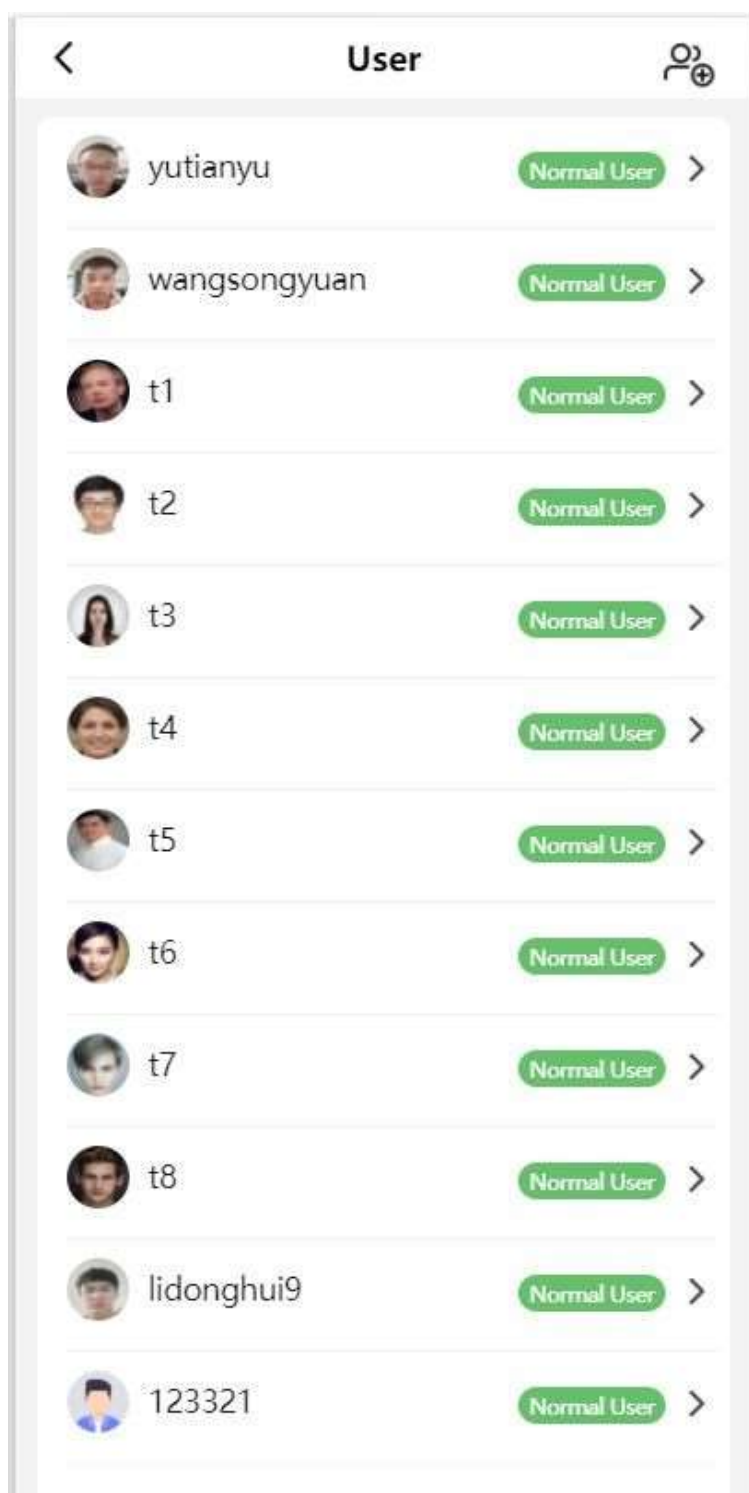 User
yutianyu Normal User
wangsongyuan Normal User
t1 Normal User
t2 Normal User
t3 Normal User
t4 Normal User
t5 Normal User
t6 Normal User
t7 Normal User
t8 Normal User
lidonghui9 Normal User
123321 Normal User